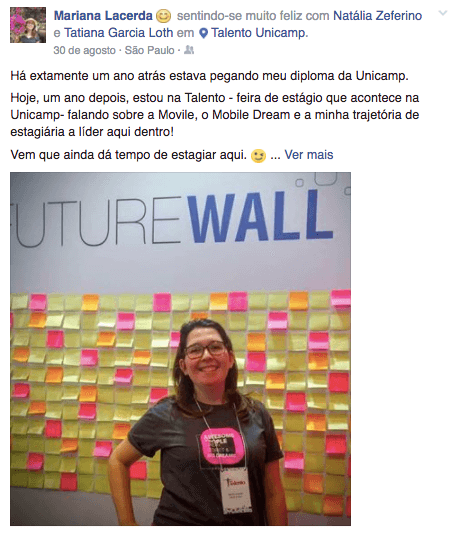 Mariana Lacerda sentindo-se muito feliz com Natália Zeferino
e Tatiana Garcia Loth em Talento Unicamp.
30 de agosto · São Paulo ·
Há extamente um ano atrás estava pegando meu diploma da Unicamp.
Hoje, um ano depois, estou na Talento - feira de estágio que acontece na
Unicamp- falando sobre a Movile, o Mobile Dream e a minha trajetória de
estagiária a líder aqui dentro!
Vem que ainda dá tempo de estagiar aqui. 😉 ... Ver mais
UTUREWALL
AWESOME